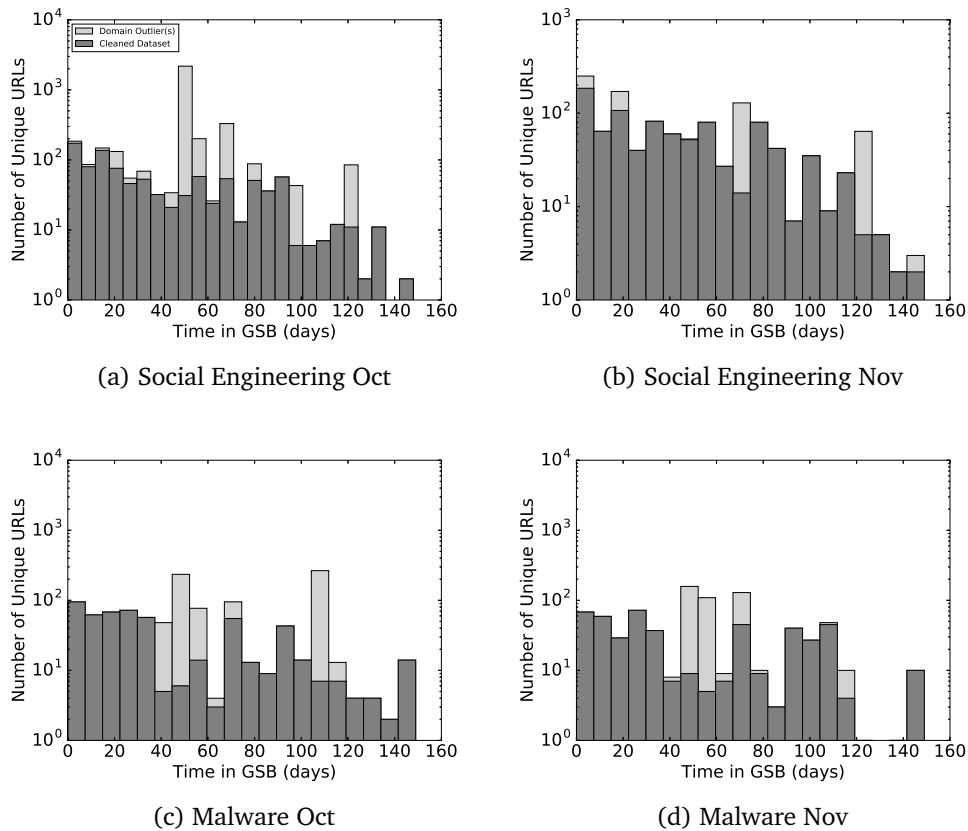 10^4
Domain Outlier(s)
Cleaned Dataset
10^3
10^2
10^1
10^0
Number of Unique URLs
0 20 40 60 80 100 120 140 160
Time in GSB (days)
(a) Social Engineering Oct
10^3
10^2
10^1
10^0
Number of Unique URLs
0 20 40 60 80 100 120 140 160
Time in GSB (days)
(b) Social Engineering Nov
10^4
10^3
10^2
10^1
10^0
Number of Unique URLs
0 20 40 60 80 100 120 140 160
Time in GSB (days)
(c) Malware Oct
10^4
10^3
10^2
10^1
10^0
Number of Unique URLs
0 20 40 60 80 100 120 140 160
Time in GSB (days)
(d) Malware Nov